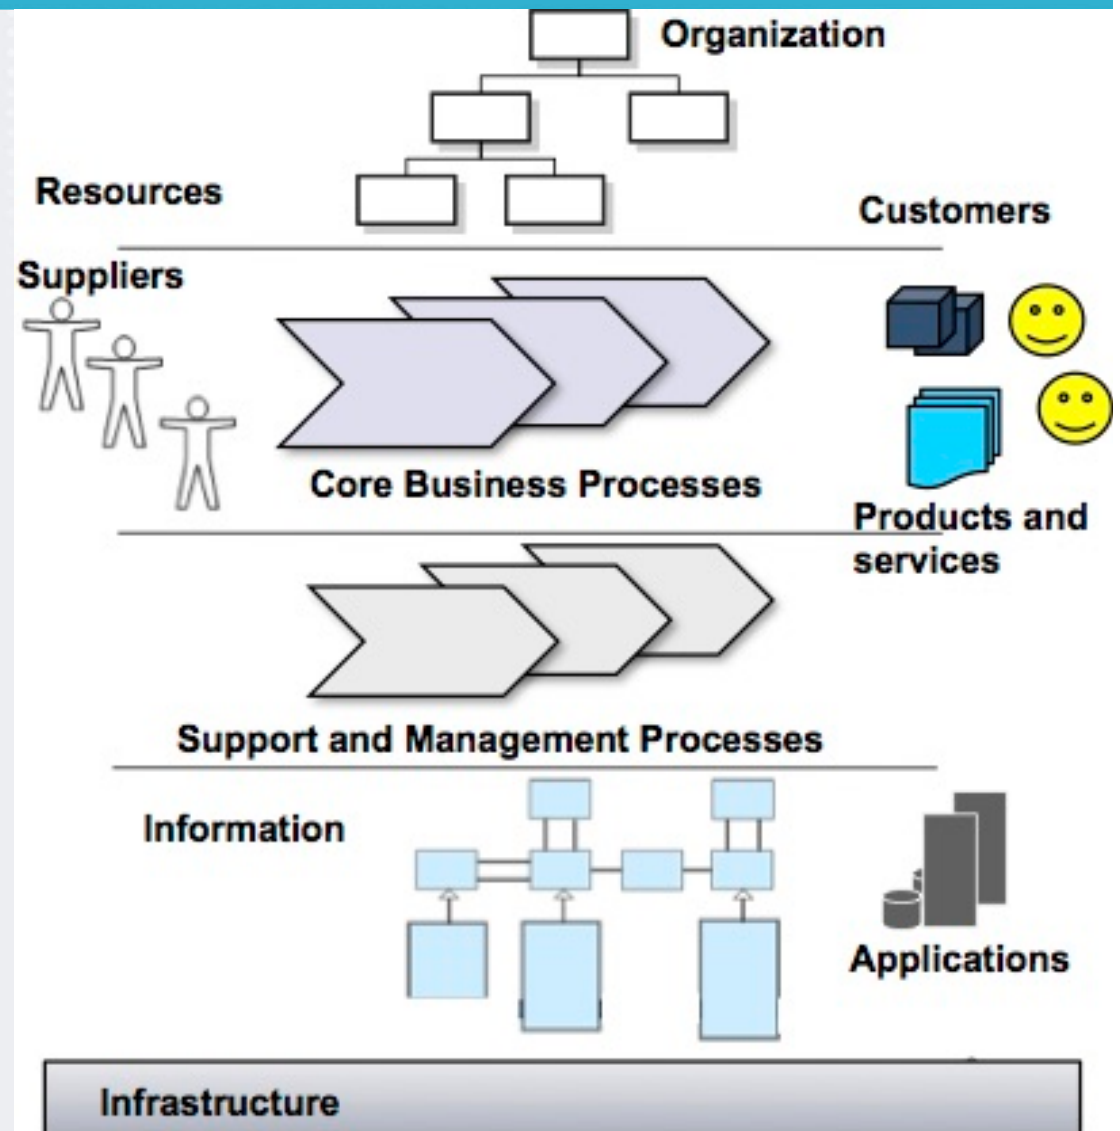 Organization
Resources
Customers
Suppliers
Core Business Processes
Products and
services
Support and Management Processes
Information
Applications
Infrastructure